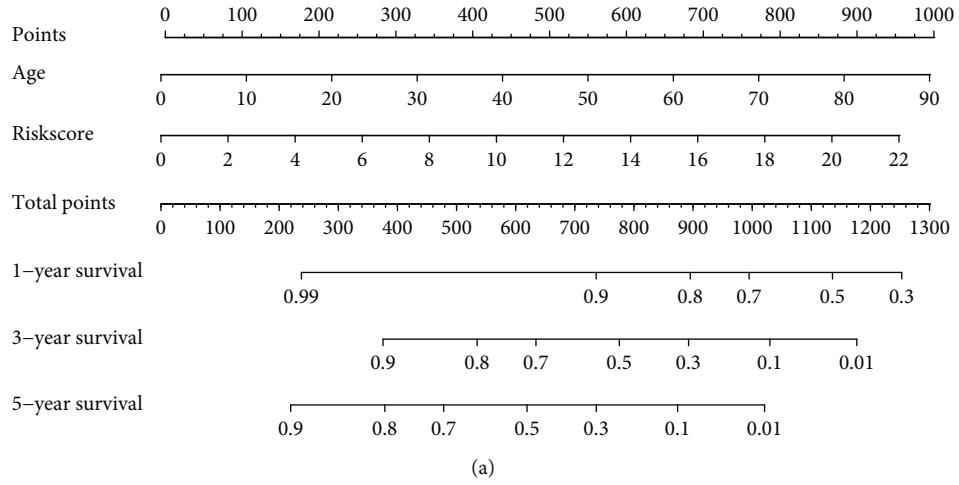 0 100 200 300 400 500 600 700 800 900 1000
Points
Age
0 10 20 30 40 50 60 70 80 90
Riskscore
0 2 4 6 8 10 12 14 16 18 20 22
Total points
0 100 200 300 400 500 600 700 800 900 1000 1100 1200 1300
1−year survival
0.99 0.9 0.8 0.7 0.5 0.3
3−year survival
0.9 0.8 0.7 0.5 0.3 0.1 0.01
5−year survival
0.9 0.8 0.7 0.5 0.3 0.1 0.01
(a)